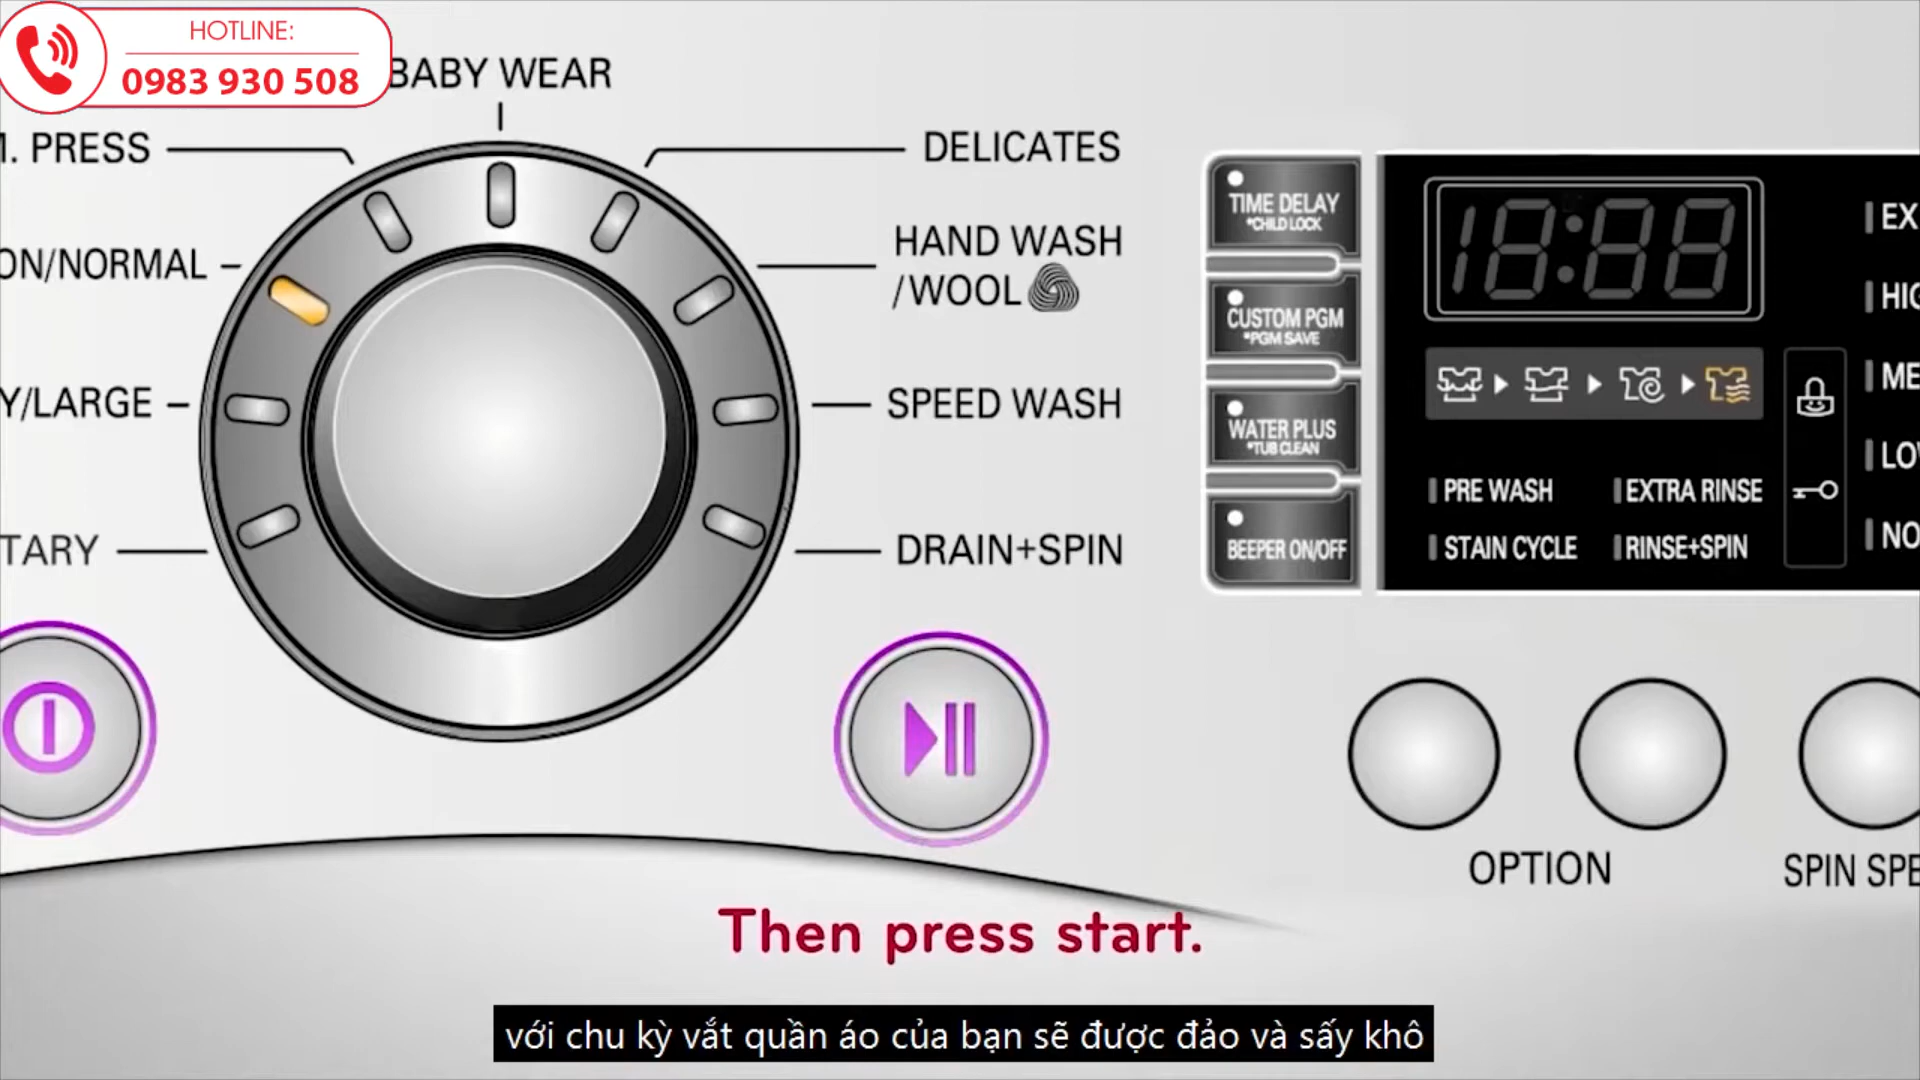 HOTLINE:
0983 930 508
BABY WEAR
M. PRESS
DELICATES
ON/NORMAL
HAND WASH
/WOOL
Y/LARGE
SPEED WASH
TARY
DRAIN+SPIN
TIME DELAY
*CHILD LOCK
CUSTOM PGM
*PGM SAVE
WATER PLUS
*TUB CLEAN
BEEPER ON/OFF
18:88
PRE WASH
EXTRA RINSE
STAIN CYCLE
RINSE+SPIN
EX
HIG
ME
LOW
NO
OPTION
SPIN SPE
Then press start.
với chu kỳ vắt quần áo của bạn sẽ được đảo và sấy khô